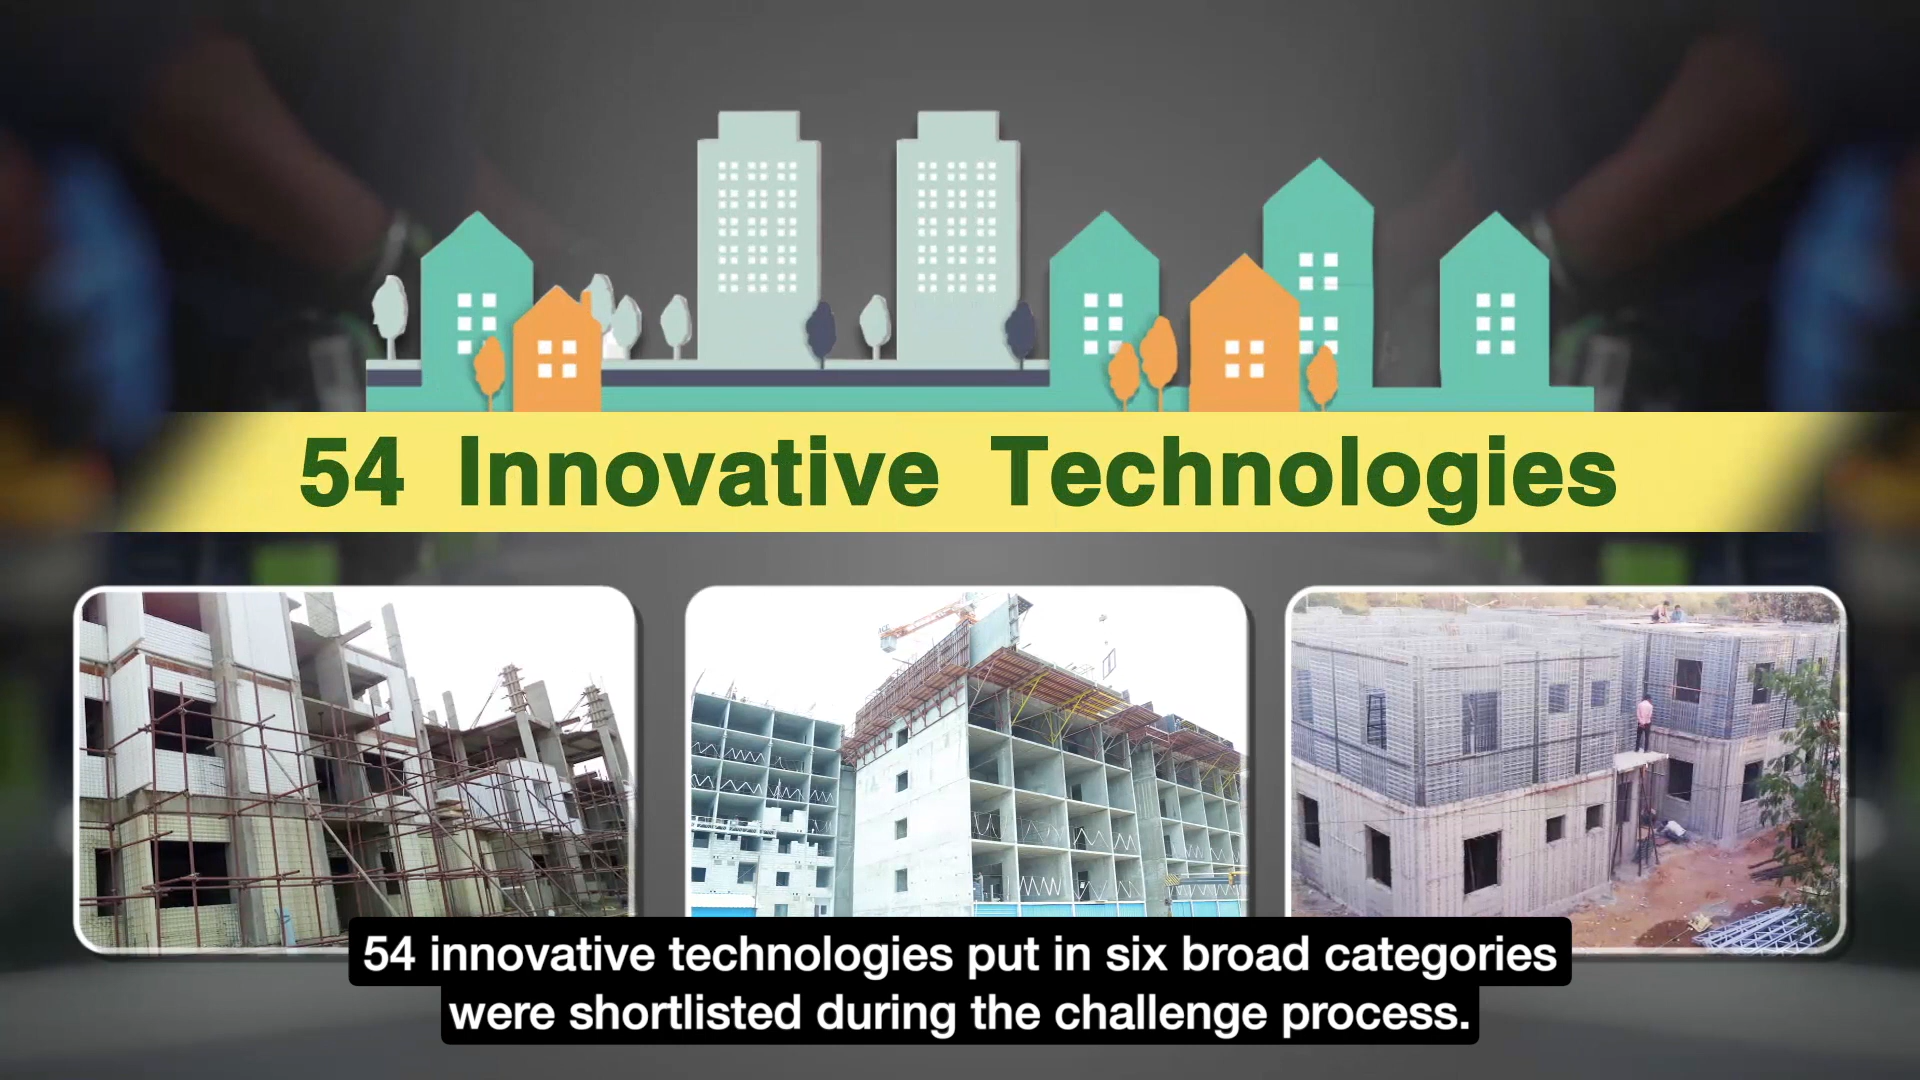 54 Innovative Technologies
54 innovative technologies put in six broad categories
were shortlisted during the challenge process.